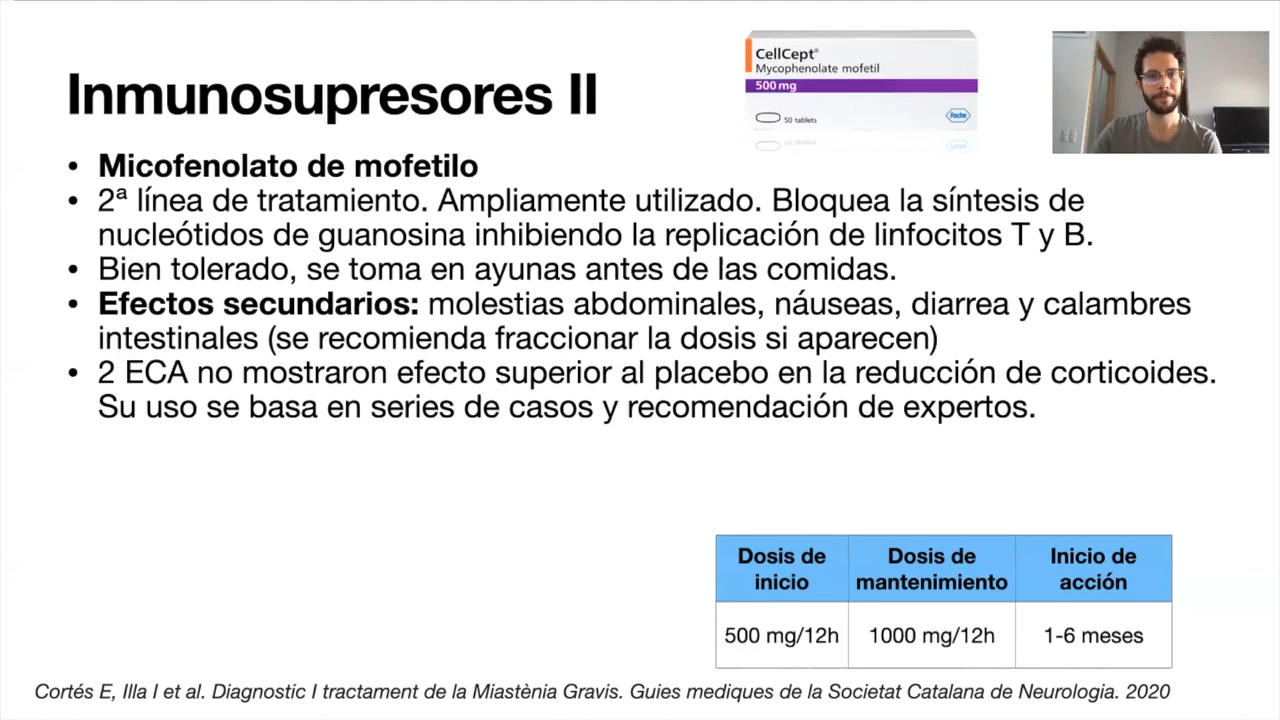 Inmunosupresores II
CellCept®
Mycophenolate mofetil
500 mg
50 tablets
Roche
• Micofenolato de mofetilo
• 2ª línea de tratamiento. Ampliamente utilizado. Bloquea la síntesis de
nucleótidos de guanosina inhibiendo la replicación de linfocitos T y B.
• Bien tolerado, se toma en ayunas antes de las comidas.
• Efectos secundarios: molestias abdominales, náuseas, diarrea y calambres
intestinales (se recomienda fraccionar la dosis si aparecen)
• 2 ECA no mostraron efecto superior al placebo en la reducción de corticoides.
Su uso se basa en series de casos y recomendación de expertos.
Dosis de inicio
Dosis de mantenimiento
Inicio de acción
500 mg/12h
1000 mg/12h
1-6 meses
Cortés E, Illa I et al. Diagnostic I tractament de la Miastènia Gravis. Guies mediques de la Societat Catalana de Neurologia. 2020